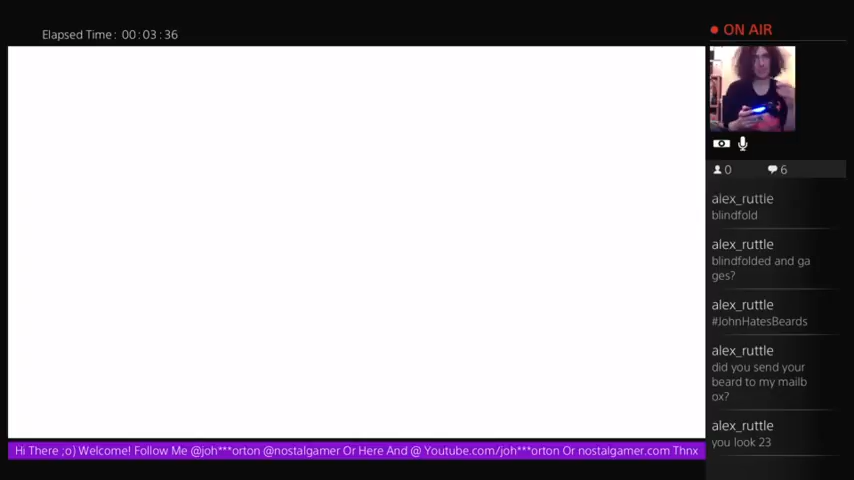 Elapsed Time: 00:03:36
ON AIR
0 6
alex_ruttle
blindfold
alex_ruttle
blindfolded and ga
ges?
alex_ruttle
#JohnHatesBeards
alex_ruttle
did you send your
beard to my mailb
ox?
alex_ruttle
you look 23
Hi There ;o) Welcome! Follow Me @joh***orton @nostalgamer Or Here And @ Youtube.com/joh***orton Or nostalgamer.com Thnx